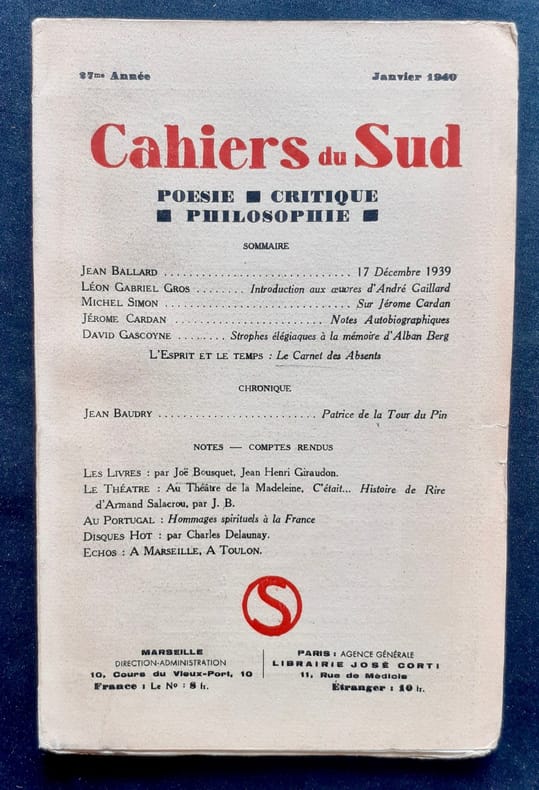 27me Année Janvier 1940
Cahiers du Sud
POESIE ■ CRITIQUE
■ PHILOSOPHIE ■
SOMMAIRE
JEAN BALLARD ............................ 17 Décembre 1939
LÉON GABRIEL GROS ........ Introduction aux œuvres d'André Gaillard
MICHEL SIMON .................................. Sur Jérome Cardan
JÉROME CARDAN ........................ Notes Autobiographiques
DAVID GASCOYNE ........ Strophes élégiaques à la mémoire d'Alban Berg
L'ESPRIT ET LE TEMPS : Le Carnet des Absents
CHRONIQUE
JEAN BAUDRY ........................ Patrice de la Tour du Pin
NOTES — COMPTES RENDUS
LES LIVRES : par Joë Bousquet, Jean Henri Giraudon.
LE THÉATRE : Au Théâtre de la Madeleine, C'était... Histoire de Rire
d'Armand Salacrou, par J. B.
AU PORTUGAL : Hommages spirituels à la France
DISQUES HOT : par Charles Delaunay.
ECHOS : A MARSEILLE, A TOULON.
S
MARSEILLE
DIRECTION-ADMINISTRATION
10, Cours du Vieux-Port, 10
France : Le No : 8 fr.
PARIS : AGENCE GÉNÉRALE
LIBRAIRIE JOSÉ CORTI
11, Rue de Médicis
Étranger : 10 fr.